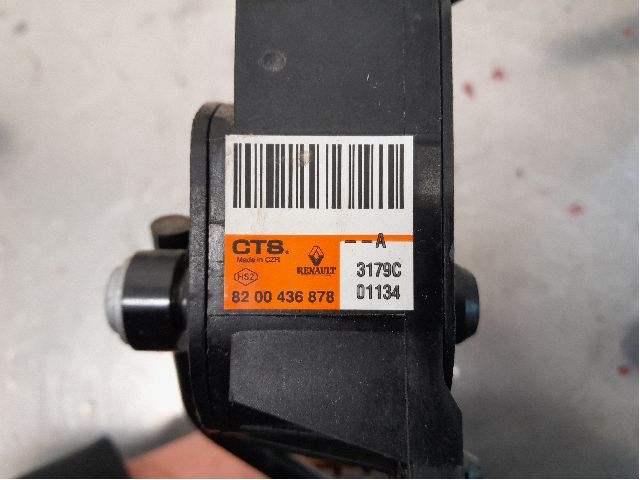 CTS.
Made in CZR
HS2
RENAULT
82 00 436 878
--A
3179C
01134